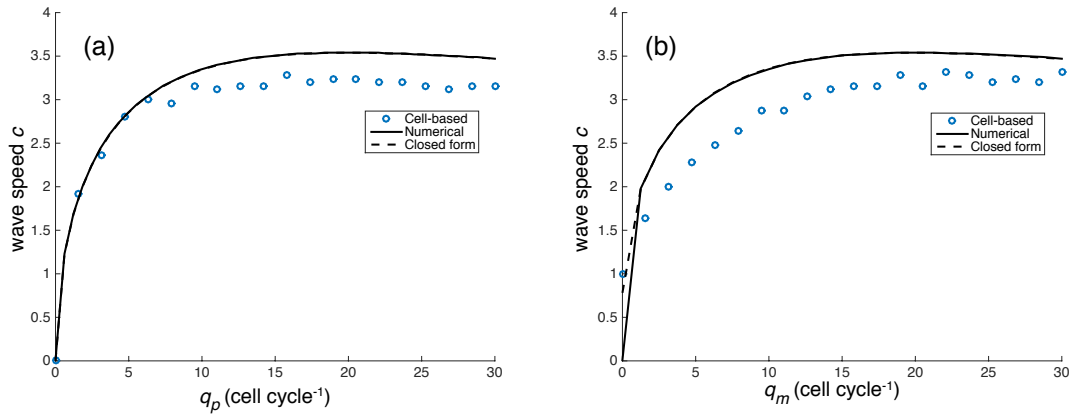 (a)
wave speed c
4
3.5
3
2.5
2
1.5
1
0.5
0
0 5 10 15 20 25 30
q_p (cell cycle⁻¹)
Cell-based
Numerical
Closed form
(b)
wave speed c
4
3.5
3
2.5
2
1.5
1
0.5
0
0 5 10 15 20 25 30
q_m (cell cycle⁻¹)
Cell-based
Numerical
Closed form